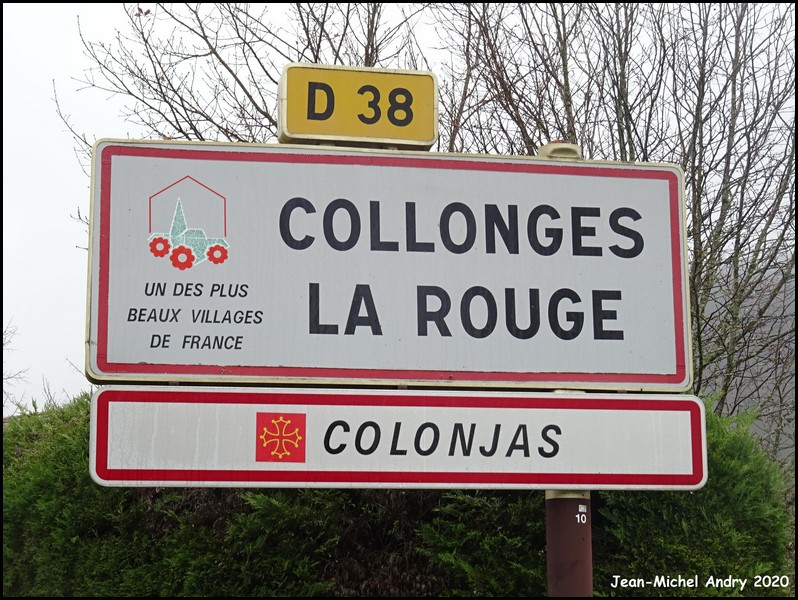 D 38
COLLONGES
LA ROUGE
UN DES PLUS
BEAUX VILLAGES
DE FRANCE
COLONJAS
10
Jean-Michel Andry 2020